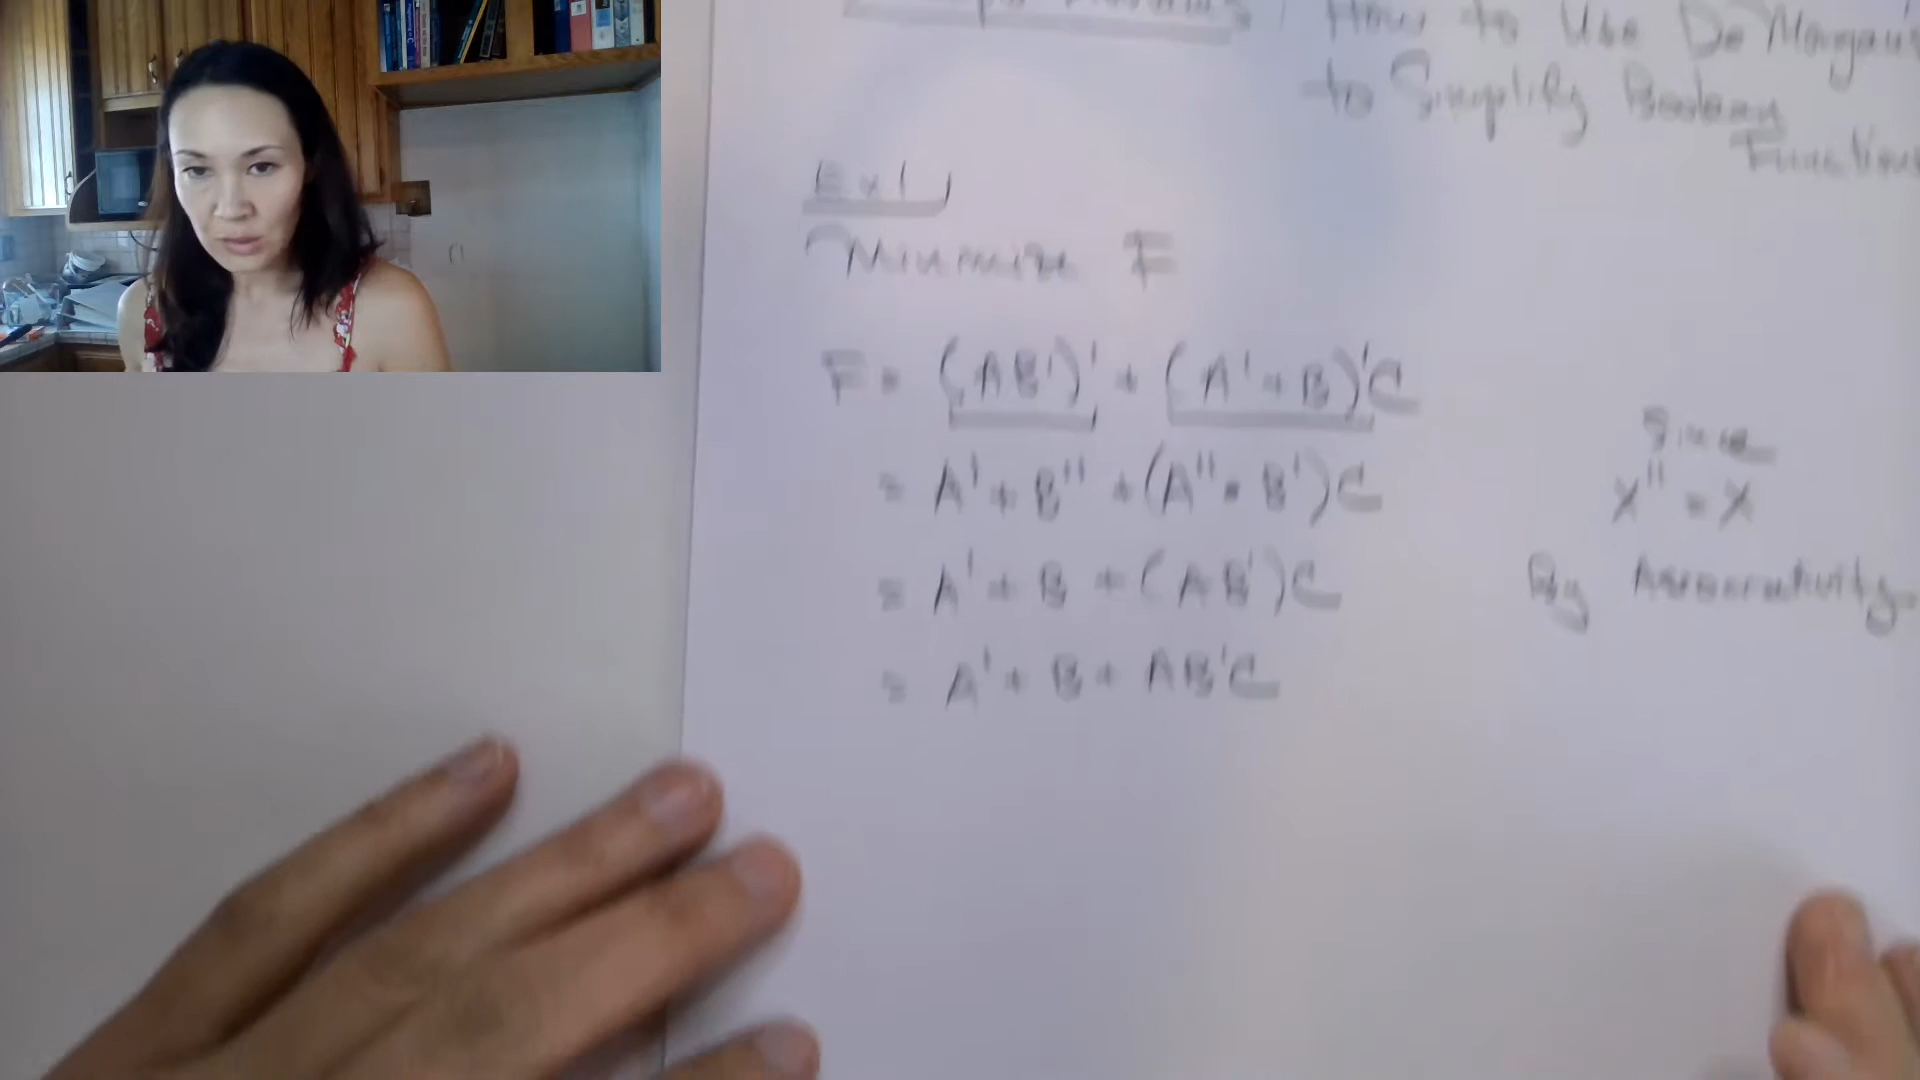 How to Use De Morgan's
to Simplify Boolean
Functions
Ex 1
Minimize F
F = (AB')' + (A' + B)'C
= A' + B'' + (A'' • B')C
Since
X'' = X
= A' + B + (AB')C
By Associativity
= A' + B + AB'C